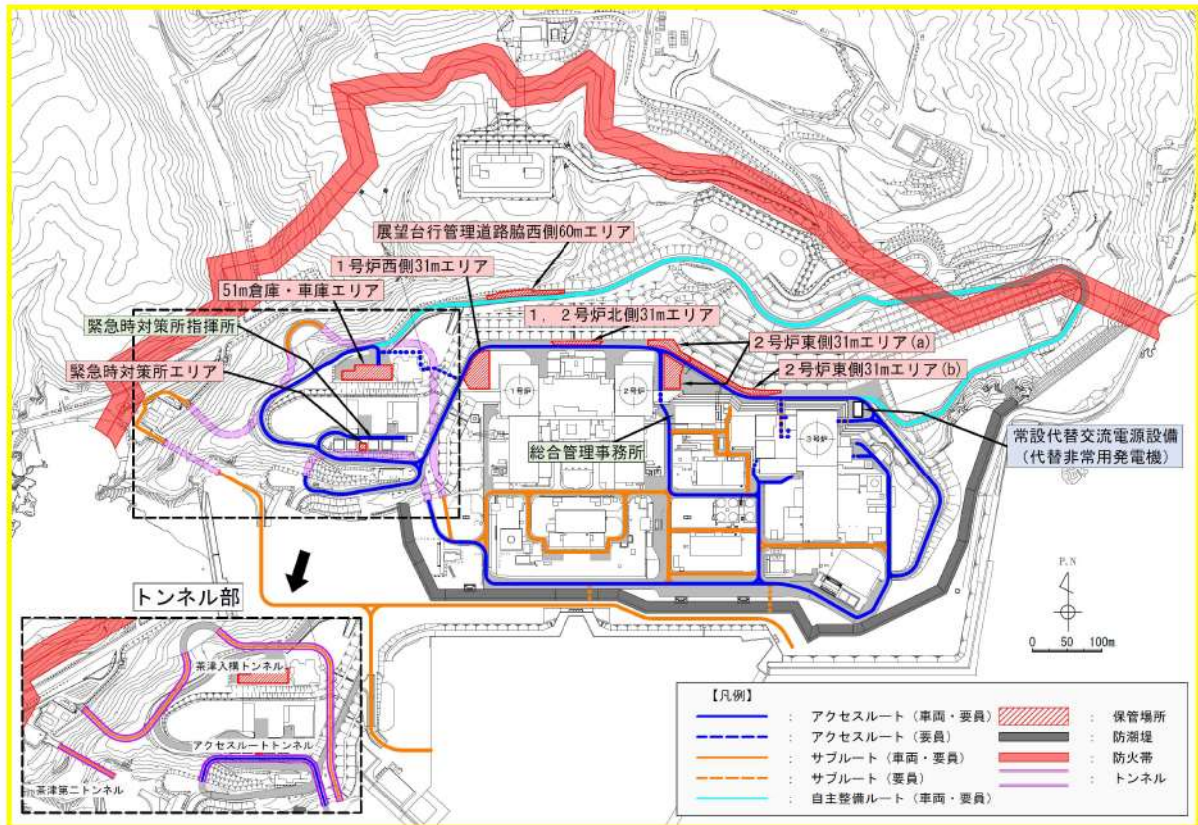 展望台行管理道路脇西側60mエリア
1号炉西側31mエリア
51m倉庫・車庫エリア
緊急時対策所指揮所
1,2号炉北側31mエリア
2号炉東側31mエリア(a)
緊急時対策所エリア
2号炉東側31mエリア(b)
1号炉
2号炉
3号炉
総合管理事務所
常設代替交流電源設備
(代替非常用発電機)
トンネル部
P.N
0 50 100m
茶津入構トンネル
アクセスルートトンネル
茶津第二トンネル
【凡例】
: アクセスルート(車両・要員)
: アクセスルート(要員)
: サブルート(車両・要員)
: サブルート(要員)
: 自主整備ルート(車両・要員)
: 保管場所
: 防潮堤
: 防火帯
: トンネル